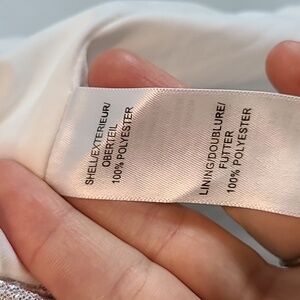 SHELL/EXTERIEUR/
OBERTEIL
100% POLYESTER
LINING/DOUBLURE/
FUTTER
100% POLYESTER